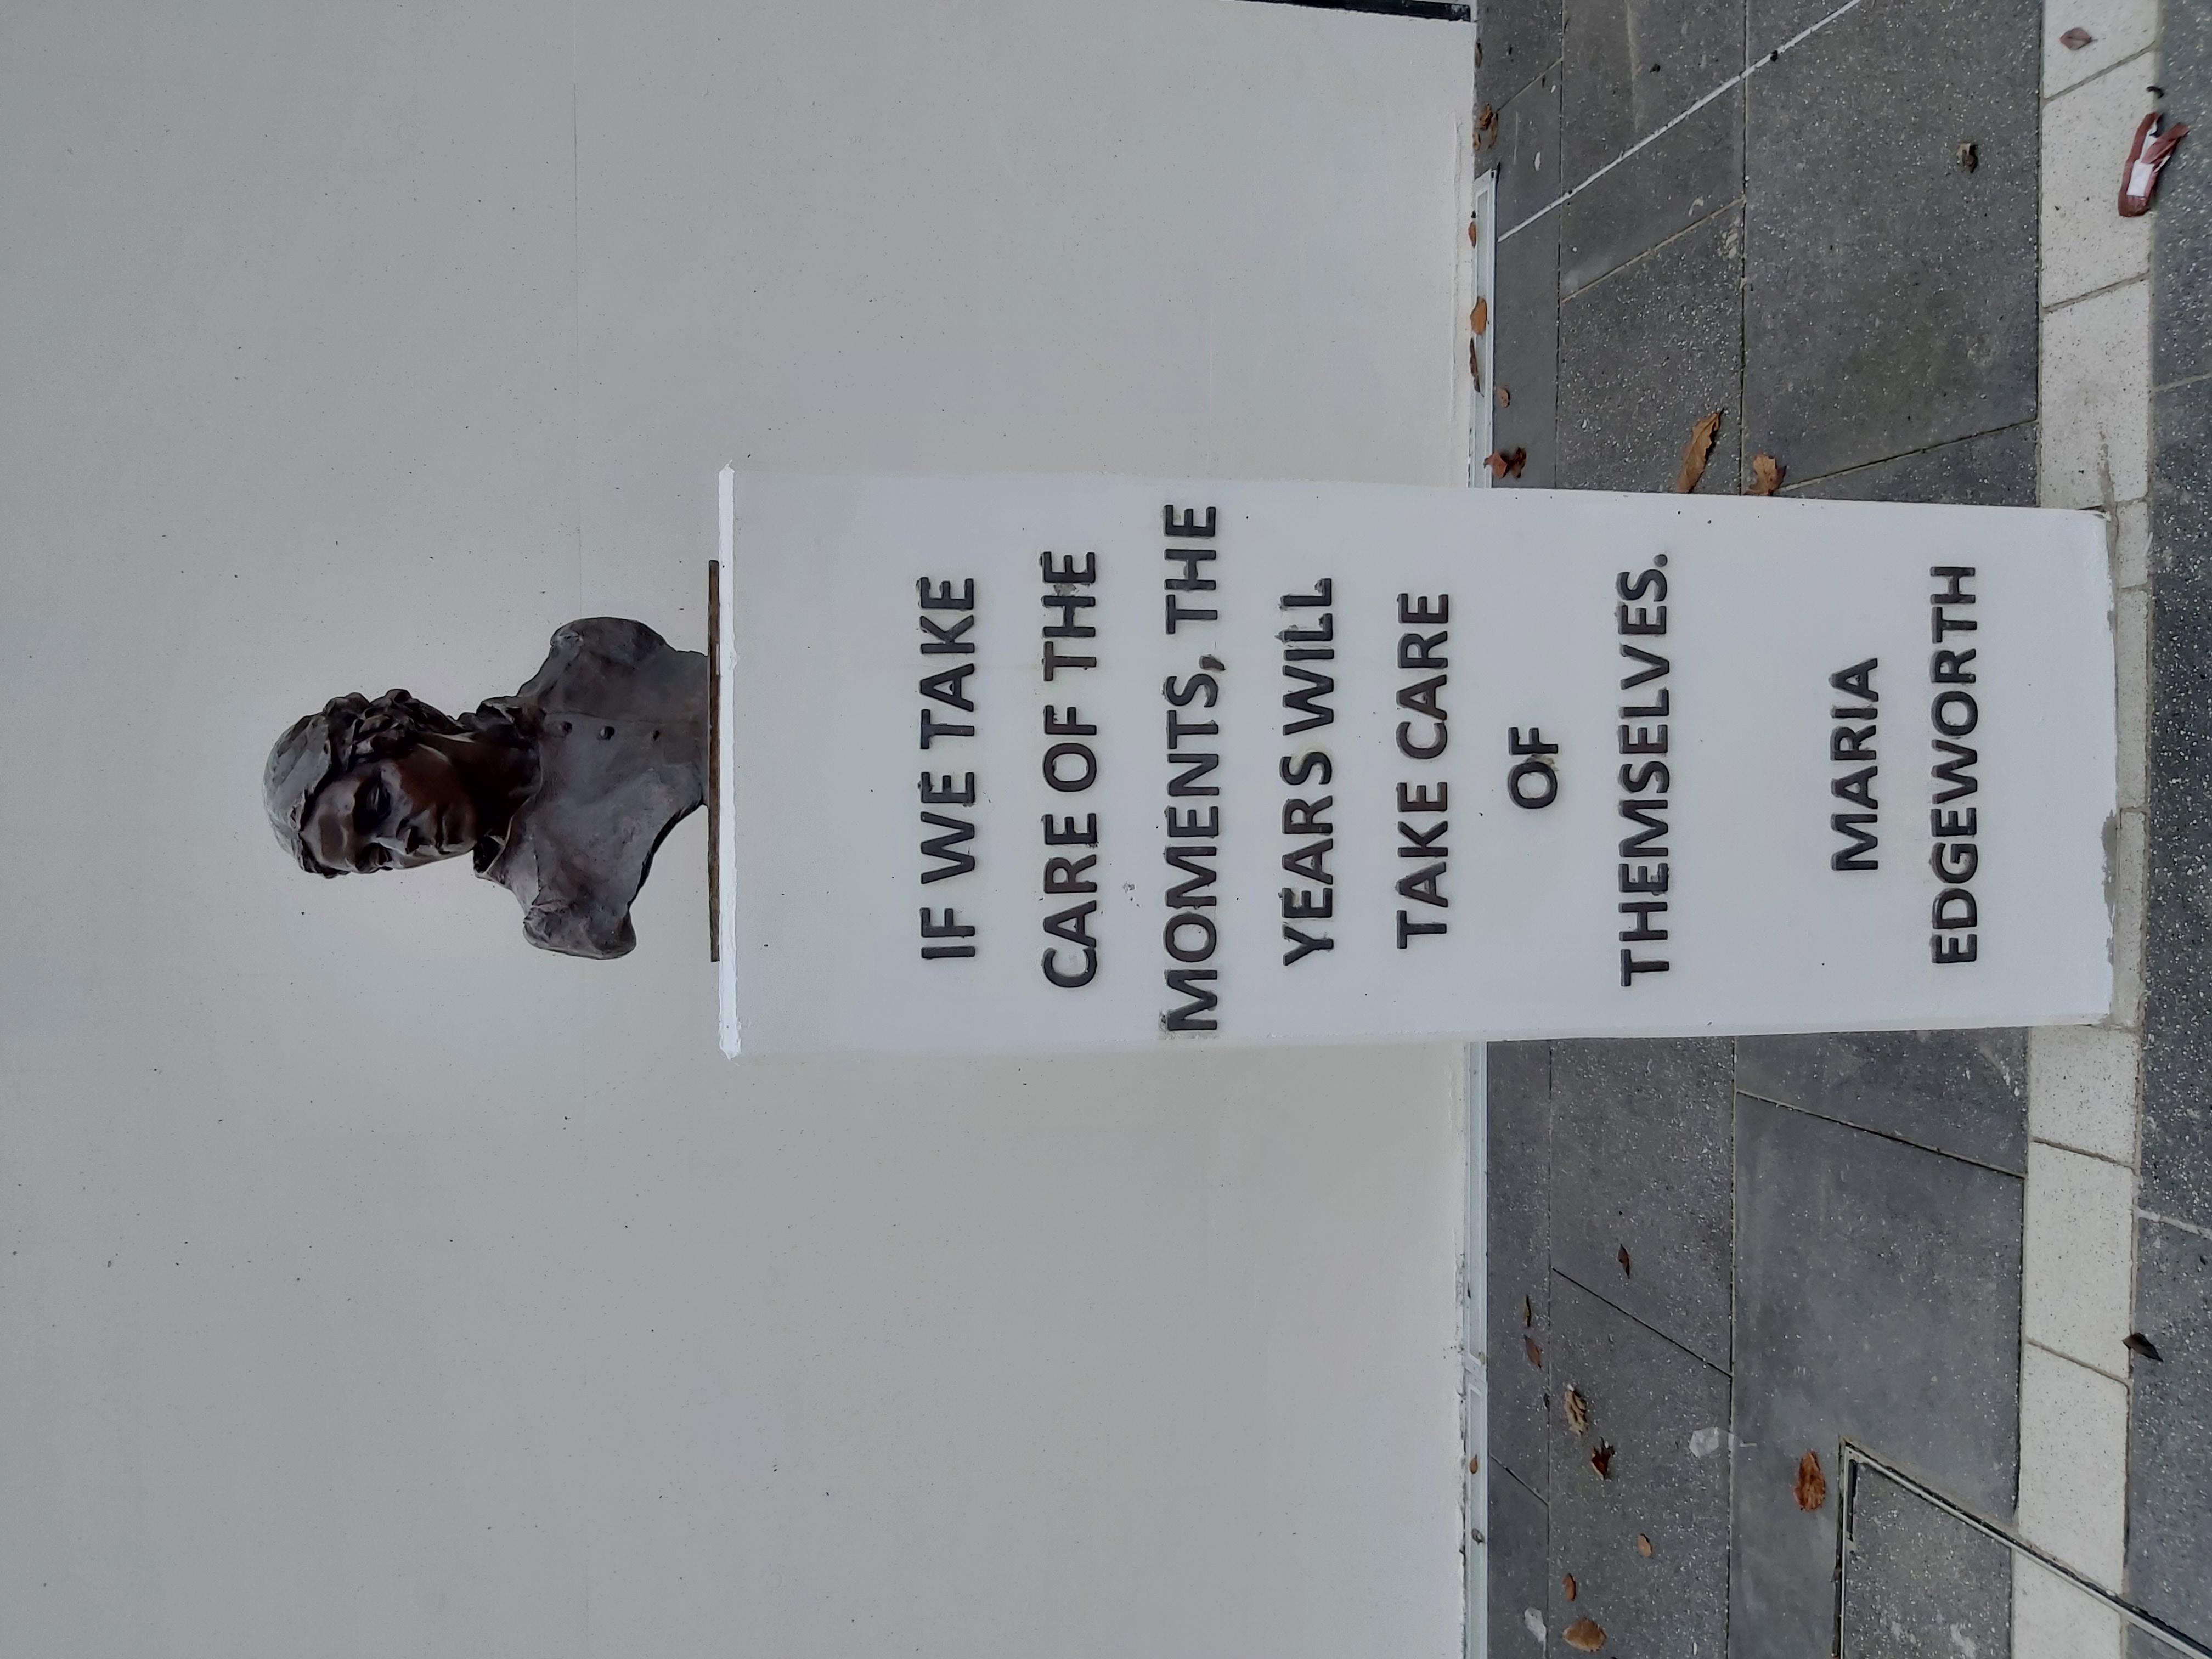 IF WE TAKE
CARE OF THE
MOMENTS, THE
YEARS WILL
TAKE CARE
OF
THEMSELVES.
MARIA
EDGEWORTH